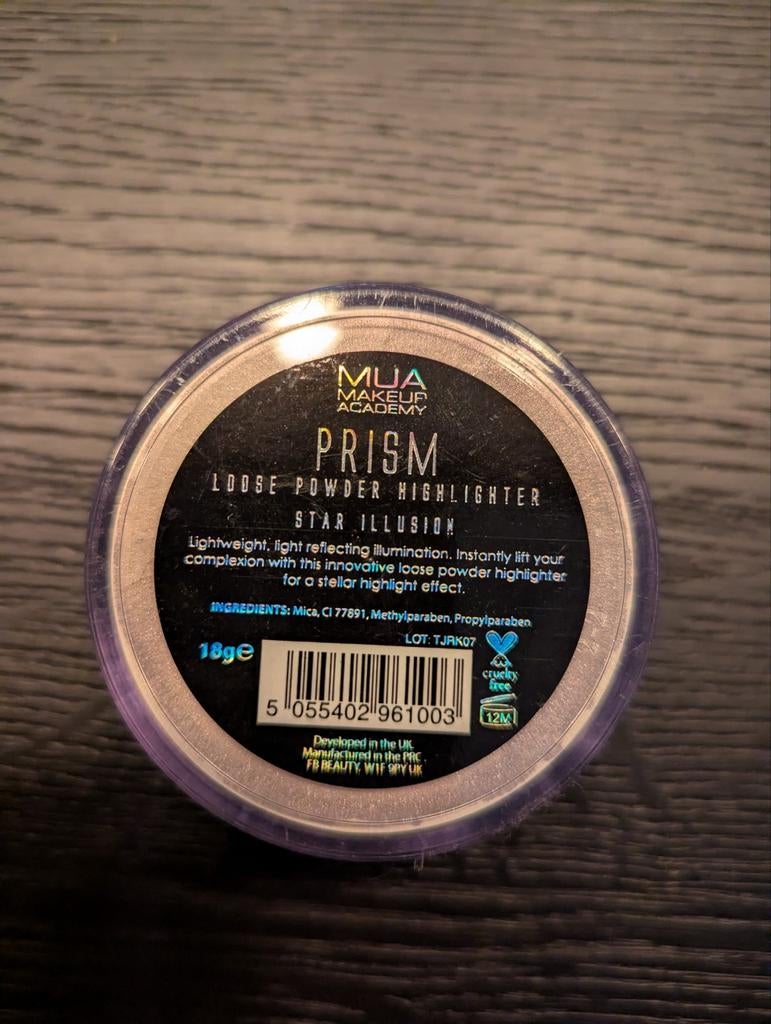 MUA
MAKEUP
ACADEMY
PRISM
LOOSE POWDER HIGHLIGHTER
STAR ILLUSION
Lightweight, light reflecting illumination. Instantly lift your
complexion with this innovative loose powder highlighter
for a stellar highlight effect.
INGREDIENTS: Mica, CI 77891, Methylparaben, Propylparaben
LOT: TJRK07
18g℮
cruelty
free
12M
5 055402 961003
Developed in the UK
Manufactured in the PRC
FB BEAUTY, W1F 9PY UK